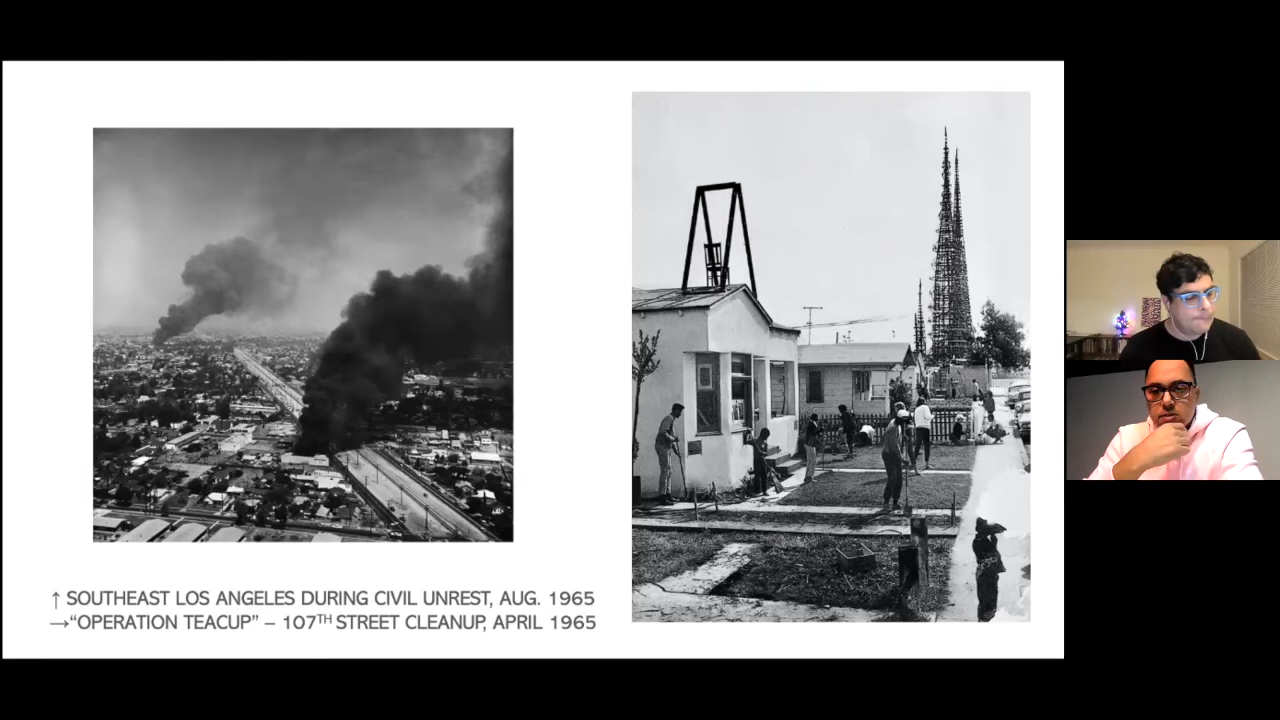 ↑ SOUTHEAST LOS ANGELES DURING CIVIL UNREST, AUG. 1965
→“OPERATION TEACUP” – 107TH STREET CLEANUP, APRIL 1965